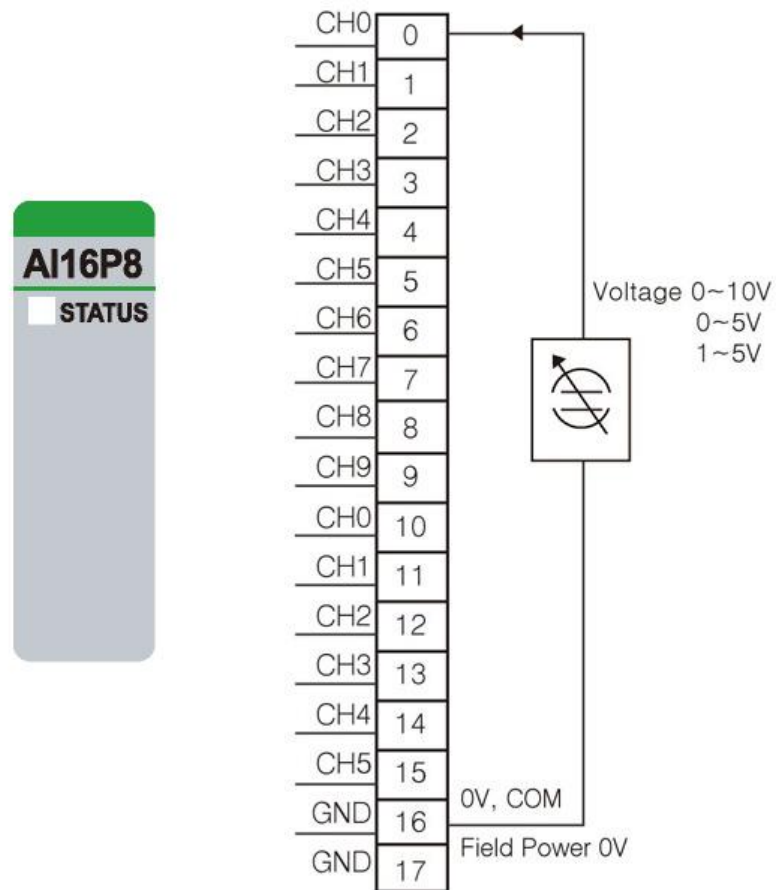 AI16P8
STATUS
CH0 0
CH1 1
CH2 2
CH3 3
CH4 4
CH5 5
CH6 6
CH7 7
CH8 8
CH9 9
CH0 10
CH1 11
CH2 12
CH3 13
CH4 14
CH5 15
GND 16
GND 17
Voltage 0~10V
0~5V
1~5V
0V, COM
Field Power 0V